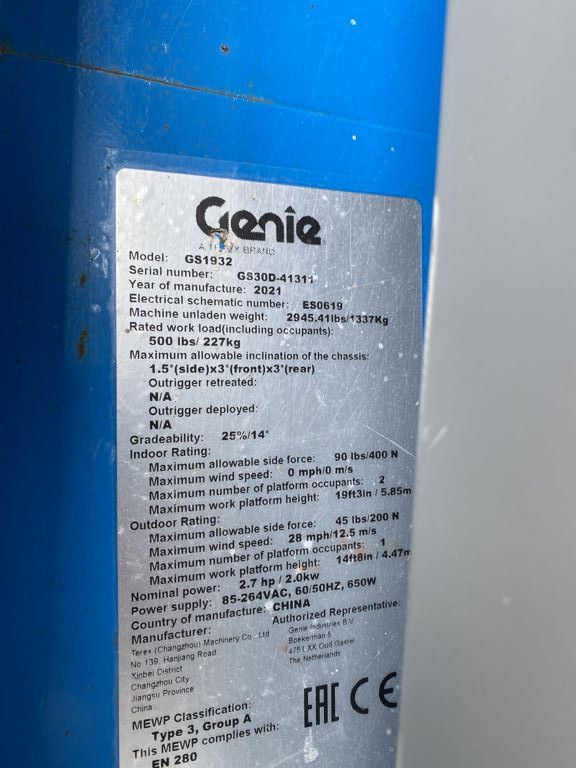 Genie
A TEREX BRAND
Model: GS1932
Serial number: GS30D-41311
Year of manufacture: 2021
Electrical schematic number: ES0619
Machine unladen weight: 2945.41lbs/1337Kg
Rated work load(including occupants):
500 lbs/ 227kg
Maximum allowable inclination of the chassis:
1.5°(side)x3°(front)x3°(rear)
Outrigger retreated:
N/A
Outrigger deployed:
N/A
Gradeability: 25%/14°
Indoor Rating:
Maximum allowable side force: 90 lbs/400 N
Maximum wind speed: 0 mph/0 m/s
Maximum number of platform occupants: 2
Maximum work platform height: 19ft3in / 5.85m
Outdoor Rating:
Maximum allowable side force: 45 lbs/200 N
Maximum wind speed: 28 mph/12.5 m/s
Maximum number of platform occupants: 1
Maximum work platform height: 14ft8in / 4.47m
Nominal power: 2.7 hp / 2.0kw
Power supply: 85-264VAC, 60/50HZ, 650W
Country of manufacture: CHINA
Manufacturer: Authorized Representative:
Terex (Changzhou) Machinery Co., Ltd Genie Industries B.V
No 139, Hanjiang Road Boekerman 5
Xinbei District 4251 XX Oud Gastel
Changzhou City The Netherlands
Jiangsu Province
China
MEWP Classification:
Type 3, Group A
This MEWP complies with:
EN 280
EAC CE